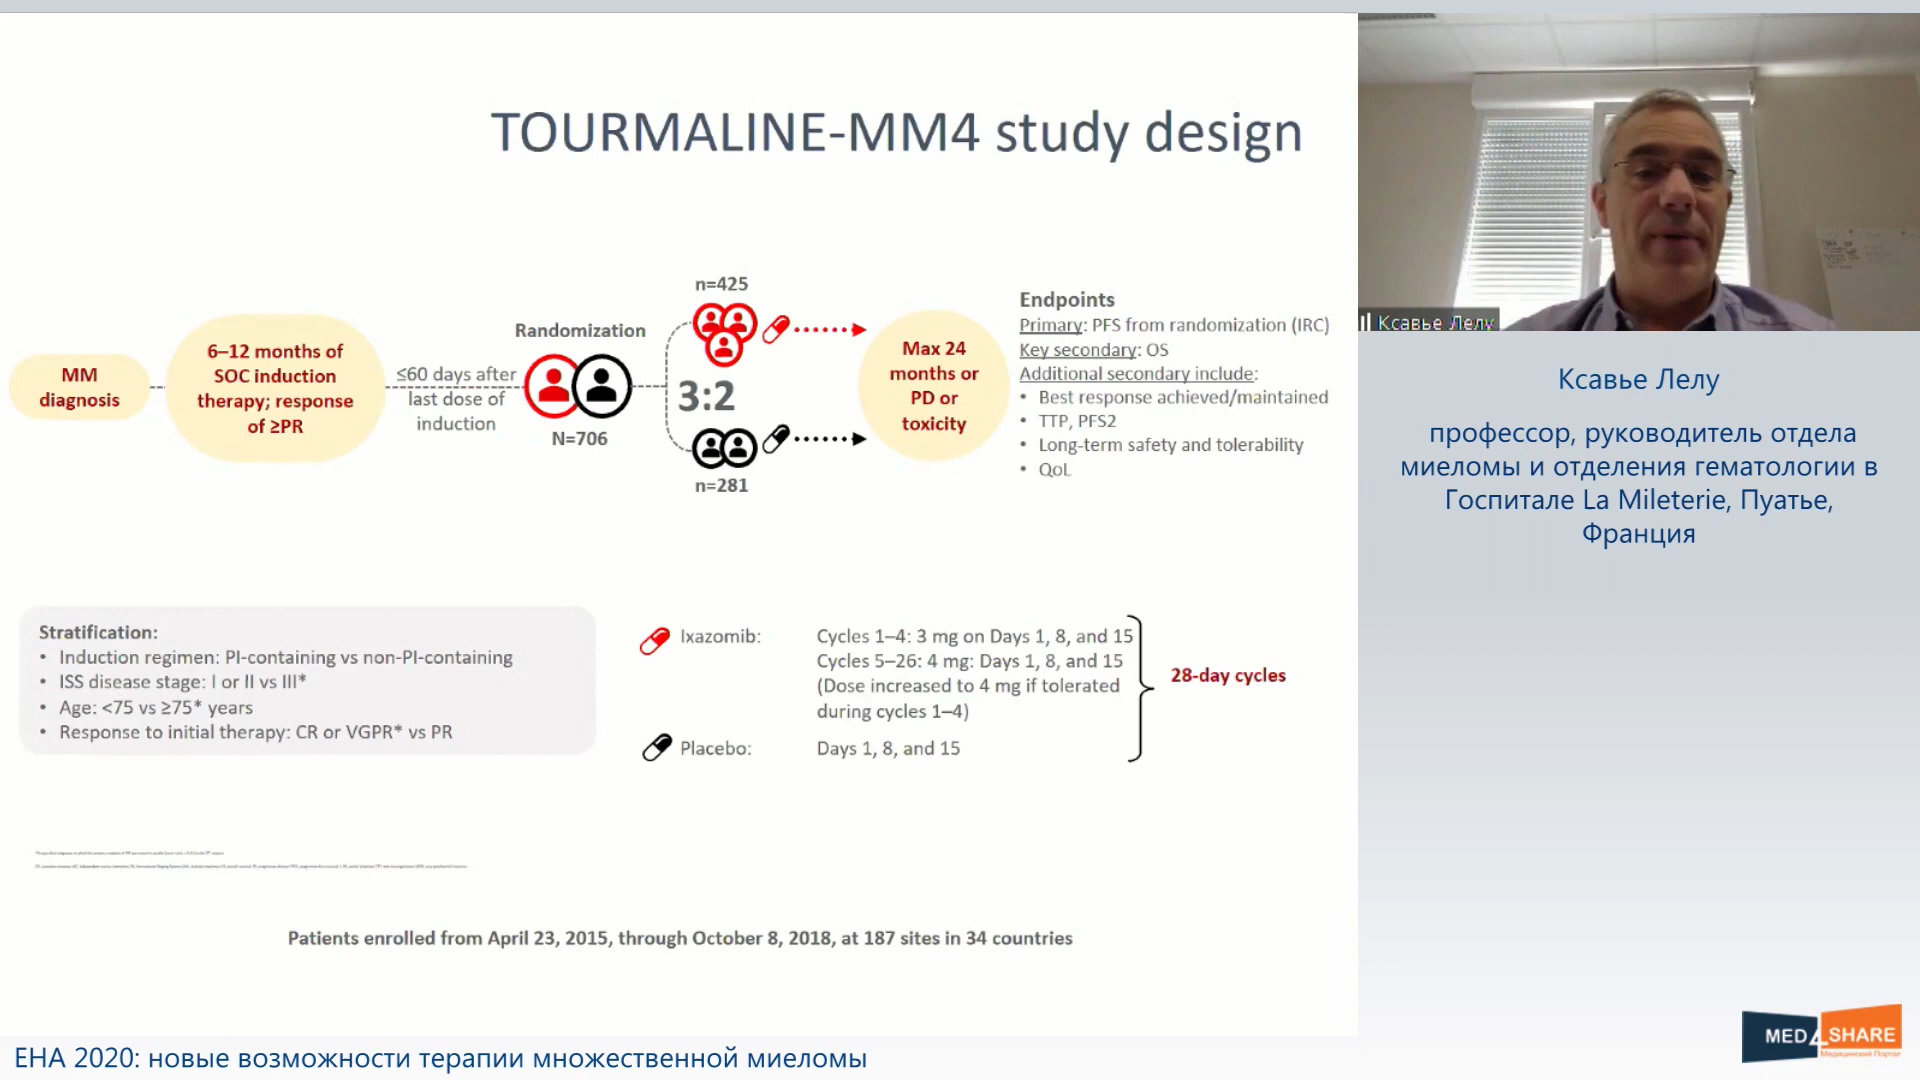 TOURMALINE-MM4 study design
MM
diagnosis
6–12 months of
SOC induction
therapy; response
of ≥PR
≤60 days after
last dose of
induction
Randomization
N=706
n=425
3:2
n=281
Max 24
months or
PD or
toxicity
Endpoints
Primary: PFS from randomization (IRC)
Key secondary: OS
Additional secondary include:
• Best response achieved/maintained
• TTP, PFS2
• Long-term safety and tolerability
• QoL
Stratification:
• Induction regimen: PI-containing vs non-PI-containing
• ISS disease stage: I or II vs III*
• Age: <75 vs ≥75* years
• Response to initial therapy: CR or VGPR* vs PR
Ixazomib:
Cycles 1–4: 3 mg on Days 1, 8, and 15
Cycles 5–26: 4 mg: Days 1, 8, and 15
(Dose increased to 4 mg if tolerated
during cycles 1–4)
Placebo:
Days 1, 8, and 15
28-day cycles
Patients enrolled from April 23, 2015, through October 8, 2018, at 187 sites in 34 countries
Ксавье Лелу
Ксавье Лелу
профессор, руководитель отдела
миеломы и отделения гематологии в
Госпитале La Mileterie, Пуатье,
Франция
MED4SHARE
Медицинский Портал
EHA 2020: новые возможности терапии множественной миеломы